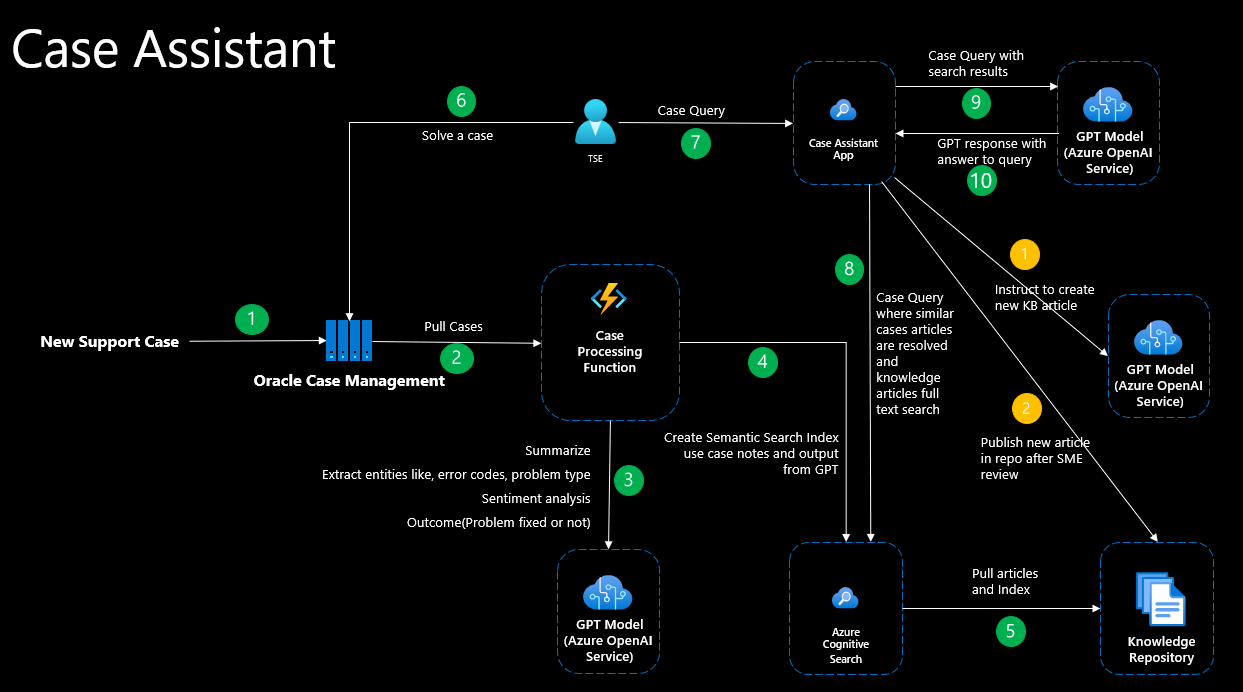 Case Assistant
6
Solve a case
TSE
Case Query
7
Case Assistant
App
Case Query with
search results
9
GPT response with
answer to query
10
GPT Model
(Azure OpenAI
Service)
1
New Support Case
Oracle Case Management
Pull Cases
2
Case
Processing
Function
4
Create Semantic Search Index
use case notes and output
from GPT
8
Case Query
where similar
cases articles
are resolved
and
knowledge
articles full
text search
1
Instruct to create
new KB article
GPT Model
(Azure OpenAI
Service)
2
Publish new article
in repo after SME
review
Summarize
Extract entities like, error codes, problem type
Sentiment analysis
Outcome(Problem fixed or not)
3
GPT Model
(Azure OpenAI
Service)
Azure
Cognitive
Search
Pull articles
and Index
5
Knowledge
Repository